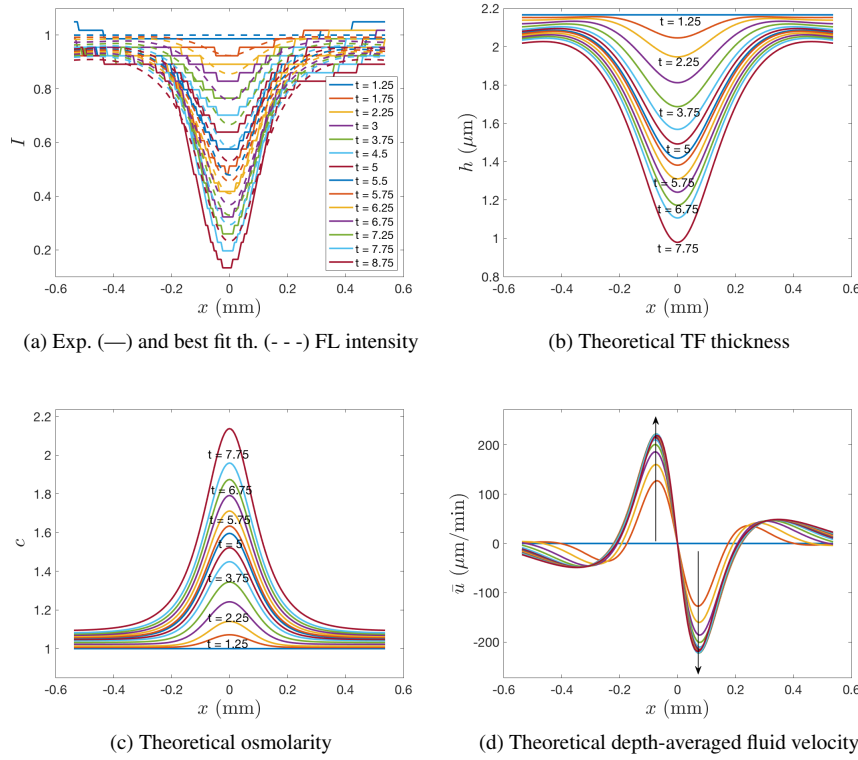 1
0.8
0.6
0.4
0.2
I
-0.6 -0.4 -0.2 0 0.2 0.4 0.6
x (mm)
t = 1.25
t = 1.75
t = 2.25
t = 3
t = 3.75
t = 4.5
t = 5
t = 5.5
t = 5.75
t = 6.25
t = 6.75
t = 7.25
t = 7.75
t = 8.75
(a) Exp. (—) and best fit th. (- - -) FL intensity
2.2
2
1.8
1.6
1.4
1.2
1
0.8
h (μm)
t = 1.25
t = 2.25
t = 3.75
t = 5
t = 5.75
t = 6.75
t = 7.75
-0.6 -0.4 -0.2 0 0.2 0.4 0.6
x (mm)
(b) Theoretical TF thickness
2.2
2
1.8
1.6
1.4
1.2
1
c
t = 7.75
t = 6.75
t = 5.75
t = 5
t = 3.75
t = 2.25
t = 1.25
-0.6 -0.4 -0.2 0 0.2 0.4 0.6
x (mm)
(c) Theoretical osmolarity
200
100
0
-100
-200
ū (μm/min)
-0.6 -0.4 -0.2 0 0.2 0.4 0.6
x (mm)
(d) Theoretical depth-averaged fluid velocity